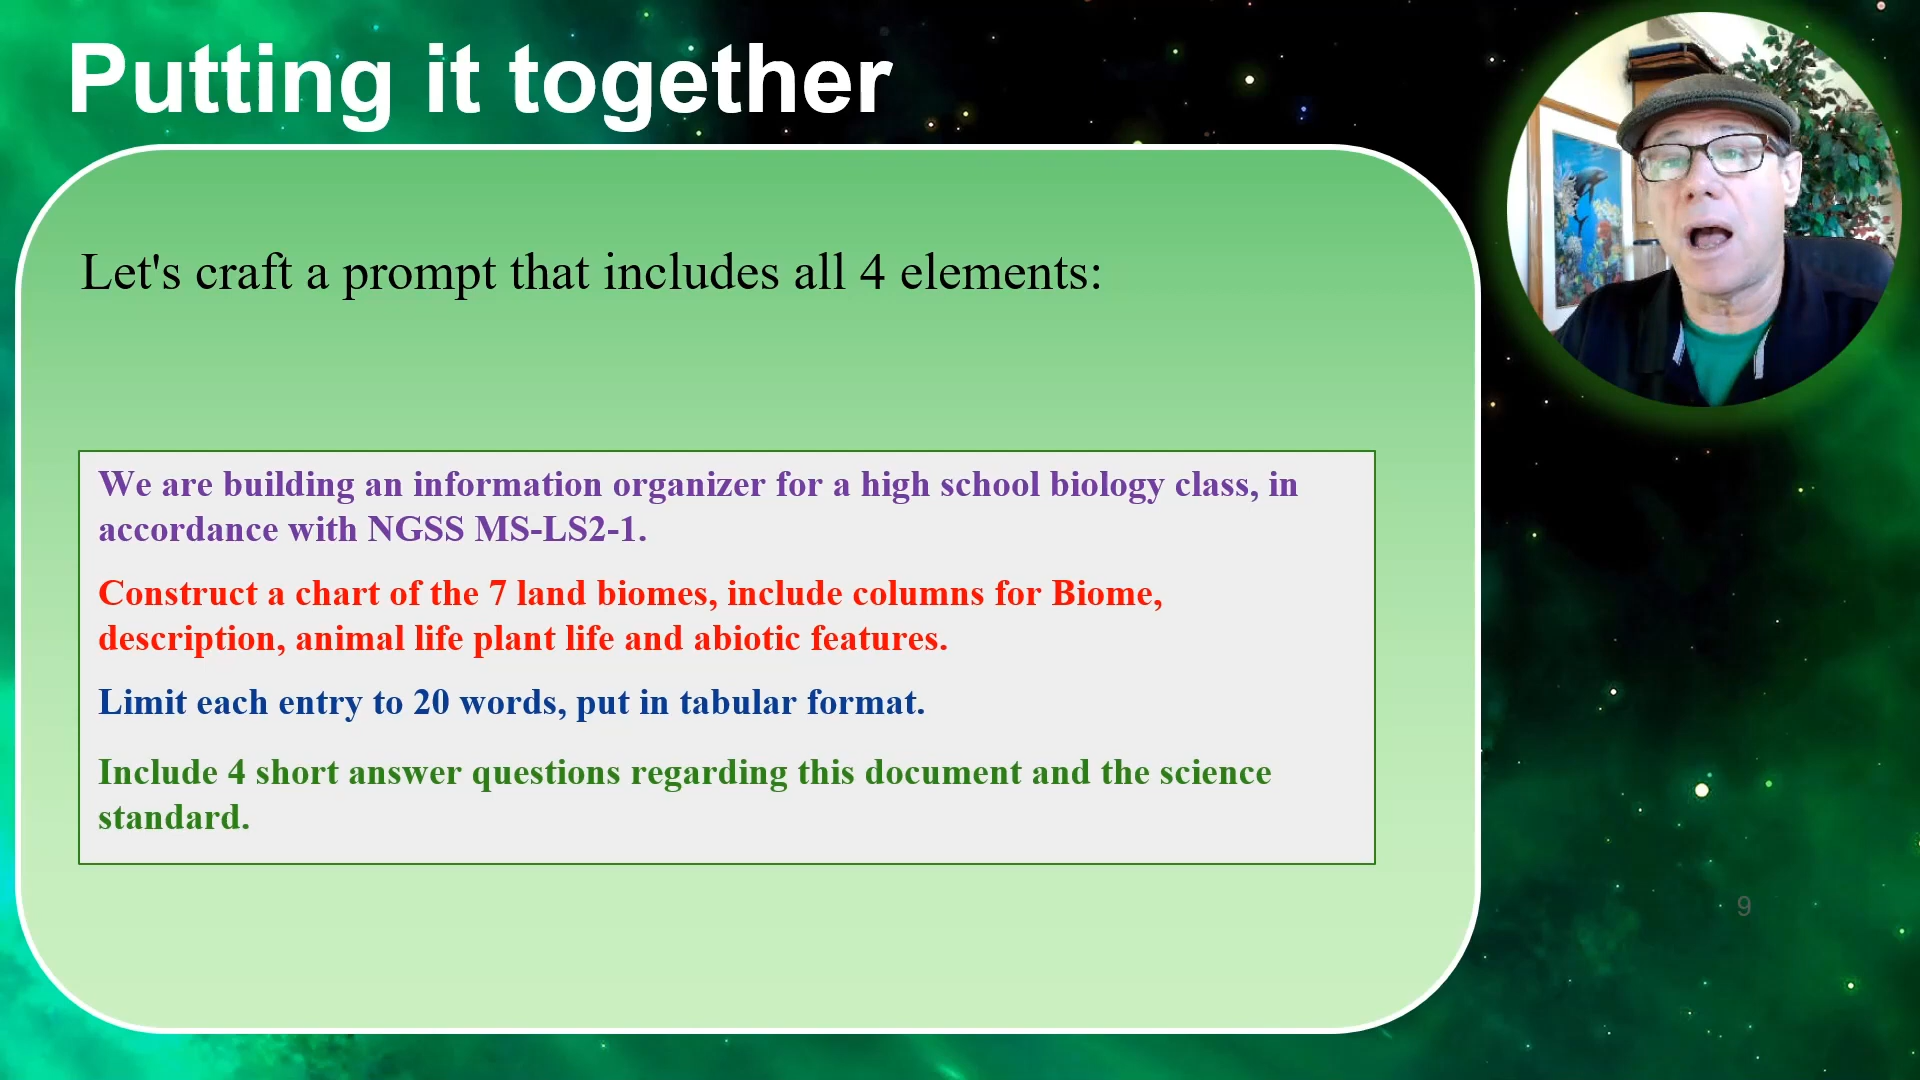 Putting it together
Let's craft a prompt that includes all 4 elements:
We are building an information organizer for a high school biology class, in
accordance with NGSS MS-LS2-1.
Construct a chart of the 7 land biomes, include columns for Biome,
description, animal life plant life and abiotic features.
Limit each entry to 20 words, put in tabular format.
Include 4 short answer questions regarding this document and the science
standard.
9